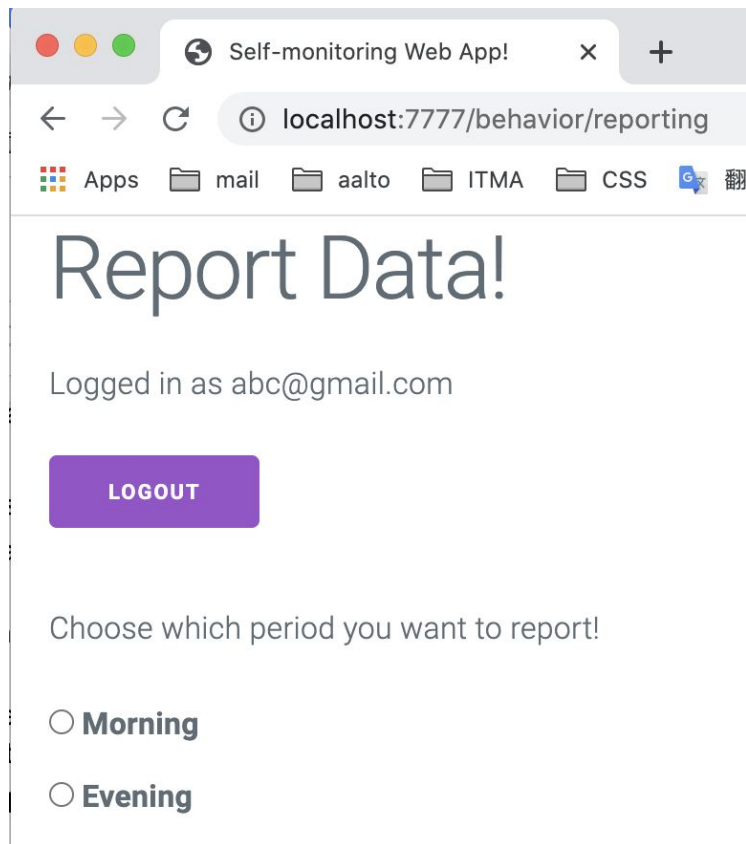 Self-monitoring Web App!
localhost:7777/behavior/reporting
Apps mail aalto ITMA CSS 翻
Report Data!
Logged in as abc@gmail.com
LOGOUT
Choose which period you want to report!
Morning
Evening